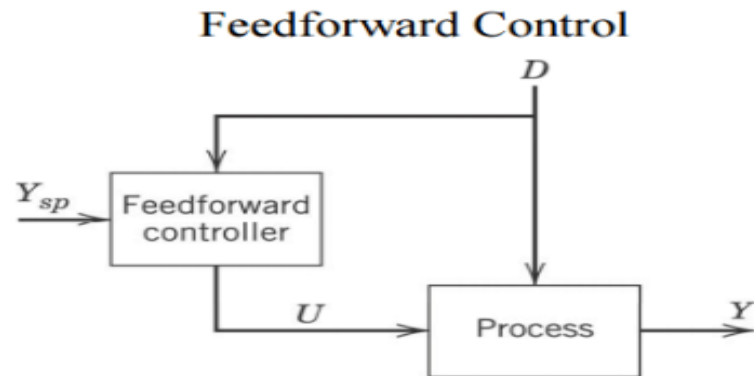 Feedforward Control
D
Y_sp
Feedforward
controller
U
Process
Y